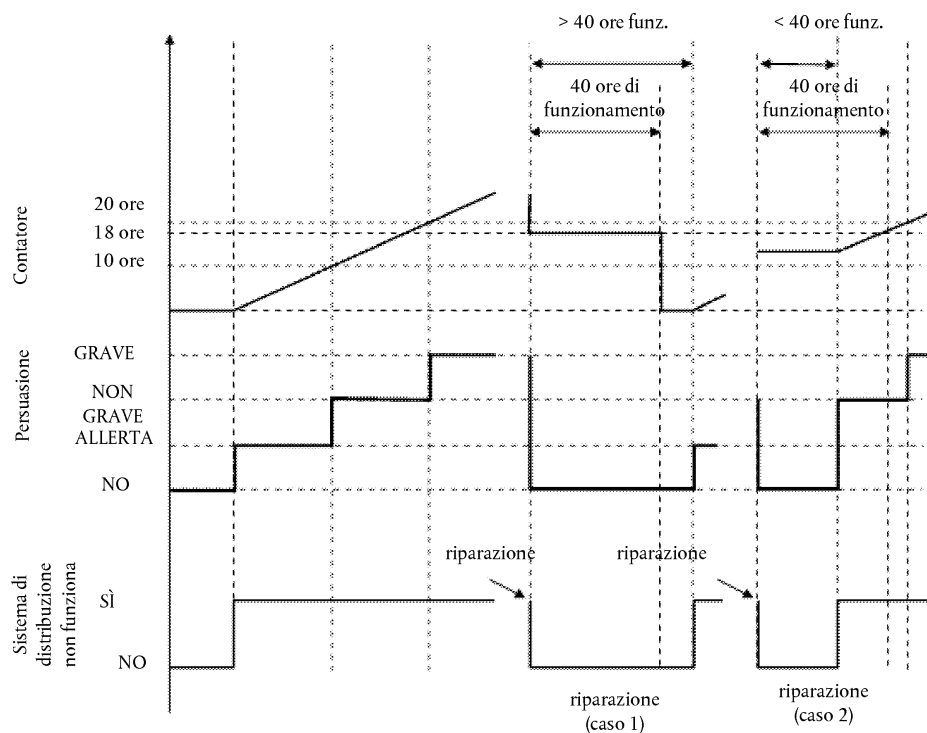 > 40 ore funz.
< 40 ore funz.
40 ore di
funzionamento
40 ore di
funzionamento
Contatore
20 ore
18 ore
10 ore
Persuasione
GRAVE
NON
GRAVE
ALLERTA
NO
Sistema di
distribuzione
non funziona
SÌ
NO
riparazione
riparazione
riparazione
(caso 1)
riparazione
(caso 2)